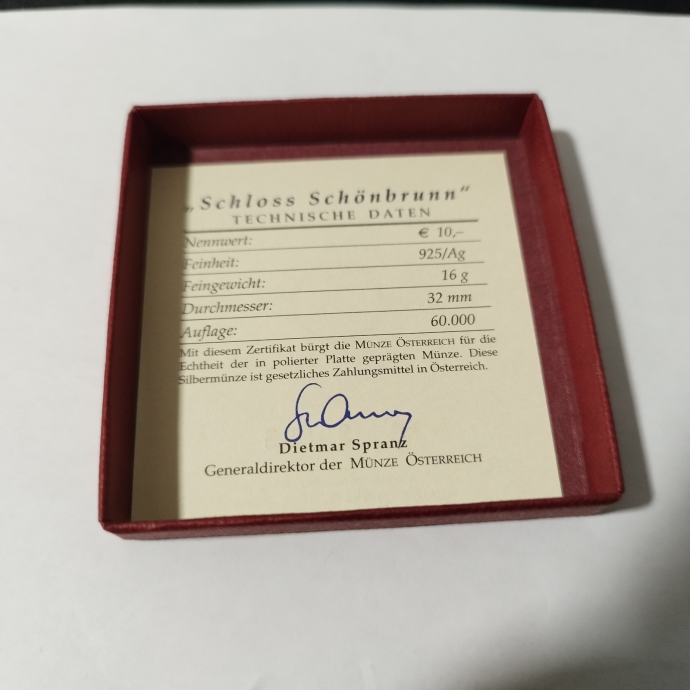 „Schloss Schönbrunn“
TECHNISCHE DATEN
Nennwert: € 10,–
Feinheit: 925/Ag
Feingewicht: 16 g
Durchmesser: 32 mm
Auflage: 60.000
Mit diesem Zertifikat bürgt die MÜNZE ÖSTERREICH für die
Echtheit der in polierter Platte geprägten Münze. Diese
Silbermünze ist gesetzliches Zahlungsmittel in Österreich.
Dietmar Spranz
Generaldirektor der MÜNZE ÖSTERREICH